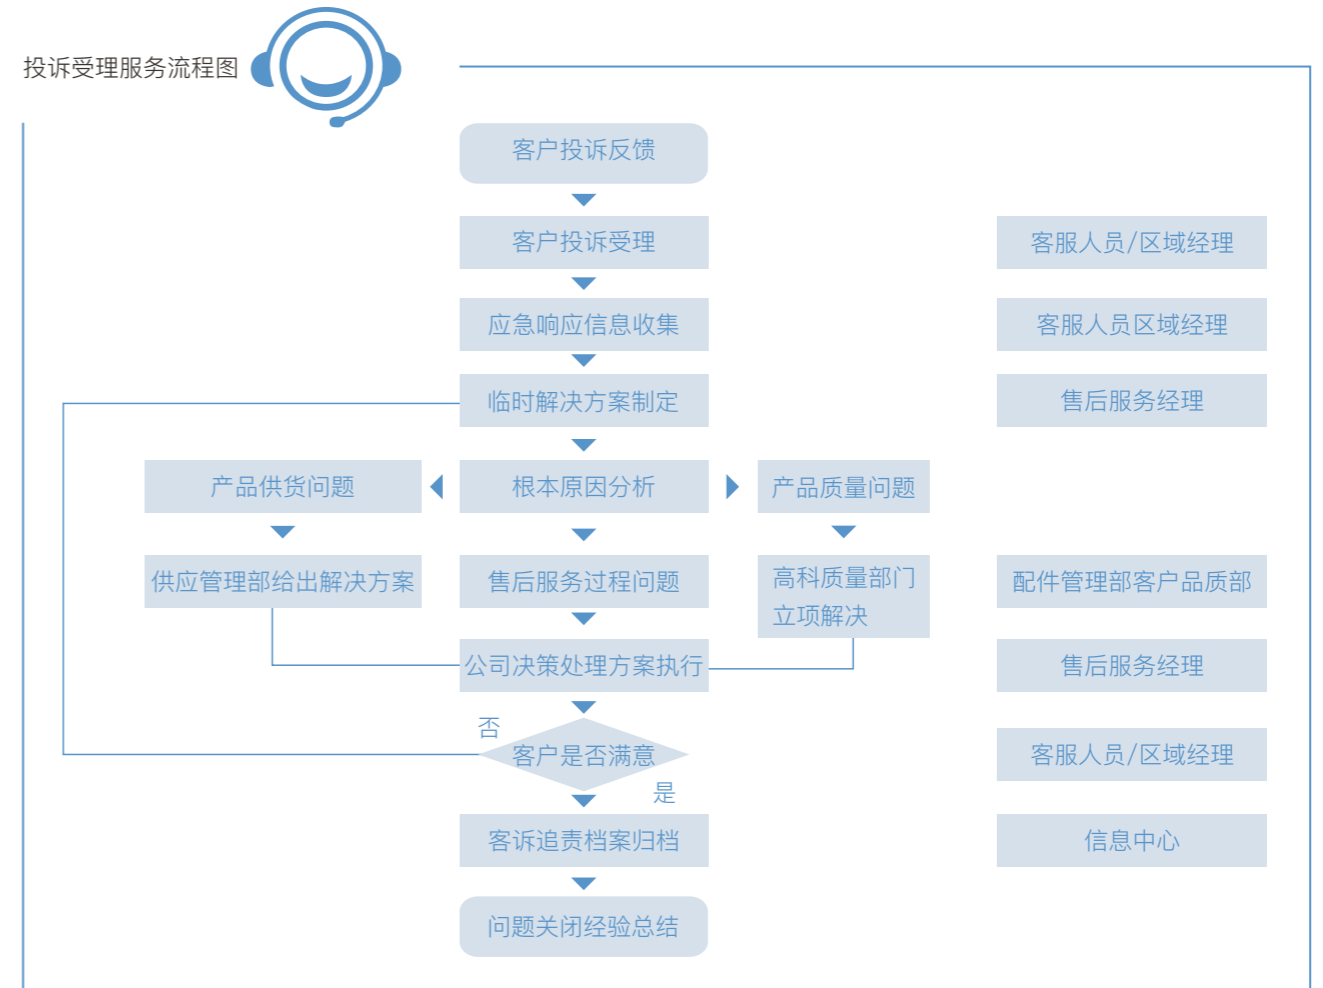 投诉受理服务流程图
客户投诉反馈
客户投诉受理
客服人员/区域经理
应急响应信息收集
客服人员区域经理
临时解决方案制定
售后服务经理
产品供货问题
根本原因分析
产品质量问题
供应管理部给出解决方案
售后服务过程问题
高科质量部门
立项解决
配件管理部客户品质部
公司决策处理方案执行
售后服务经理
否
客户是否满意
客服人员/区域经理
是
客诉追责档案归档
信息中心
问题关闭经验总结